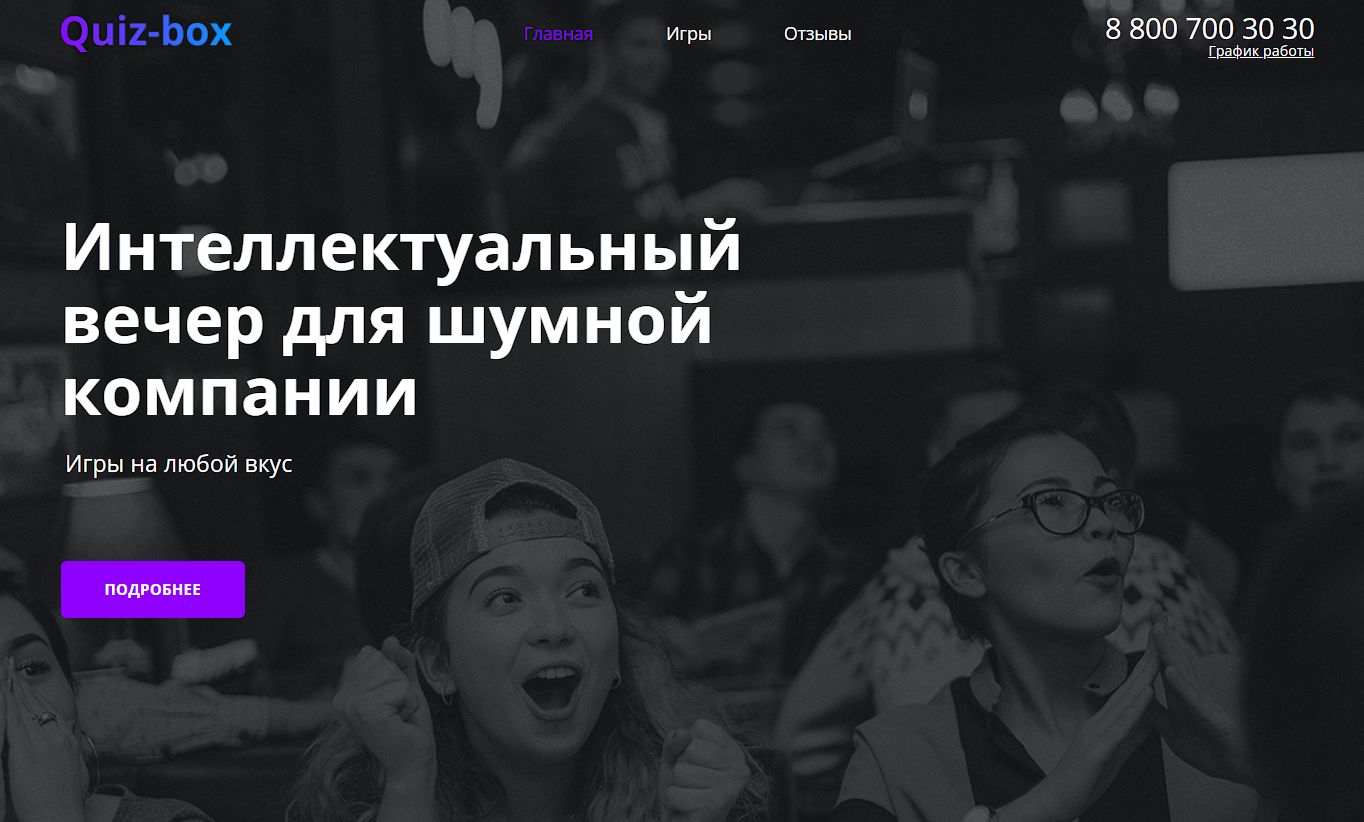 Quiz-box
Главная
Игры
Отзывы
8 800 700 30 30
График работы
Интеллектуальный
вечер для шумной
компании
Игры на любой вкус
ПОДРОБНЕЕ